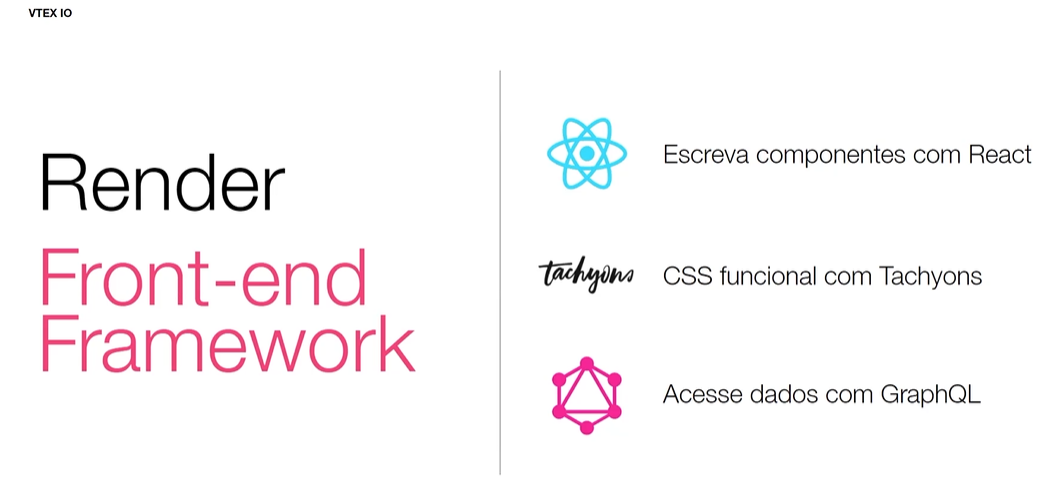 VTEX IO
Render
Front-end
Framework
Escreva componentes com React
tachyons
CSS funcional com Tachyons
Acesse dados com GraphQL